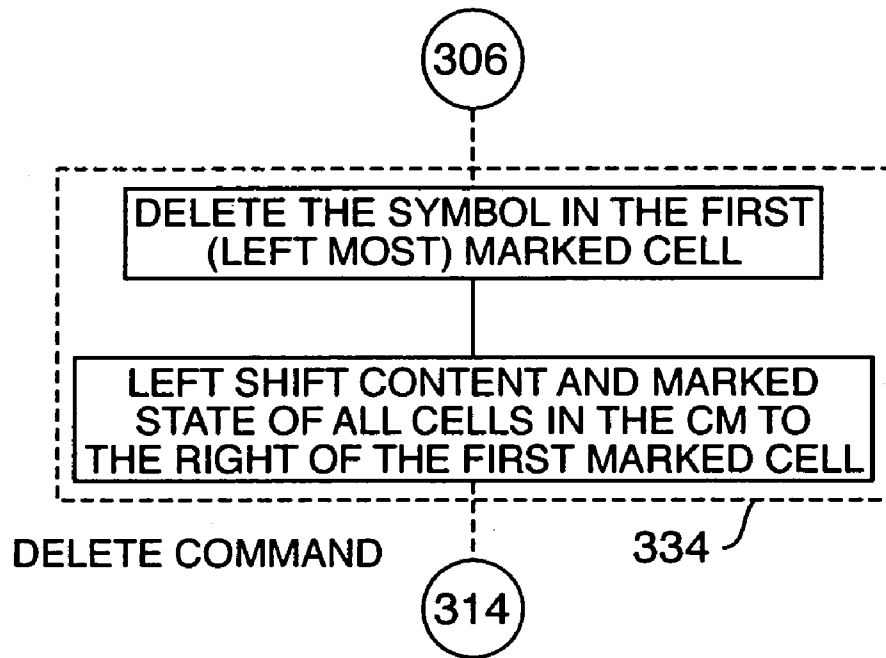 306
DELETE THE SYMBOL IN THE FIRST
(LEFT MOST) MARKED CELL
LEFT SHIFT CONTENT AND MARKED
STATE OF ALL CELLS IN THE CM TO
THE RIGHT OF THE FIRST MARKED CELL
DELETE COMMAND
334
314